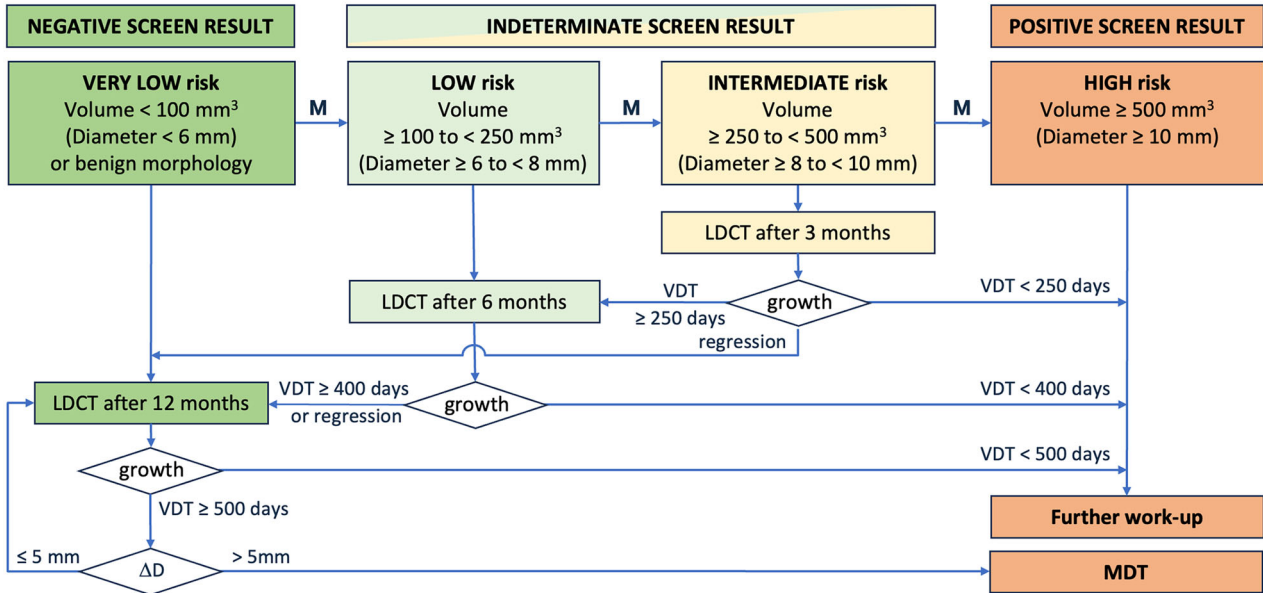 NEGATIVE SCREEN RESULT
INDETERMINATE SCREEN RESULT
POSITIVE SCREEN RESULT
VERY LOW risk
Volume < 100 mm³
(Diameter < 6 mm)
or benign morphology
M
LOW risk
Volume
≥ 100 to < 250 mm³
(Diameter ≥ 6 to < 8 mm)
M
INTERMEDIATE risk
Volume
≥ 250 to < 500 mm³
(Diameter ≥ 8 to < 10 mm)
M
HIGH risk
Volume ≥ 500 mm³
(Diameter ≥ 10 mm)
LDCT after 3 months
LDCT after 6 months
VDT
≥ 250 days
growth
VDT < 250 days
regression
LDCT after 12 months
VDT ≥ 400 days
or regression
growth
VDT < 400 days
growth
VDT < 500 days
VDT ≥ 500 days
Further work-up
≤ 5 mm
ΔD
> 5mm
MDT